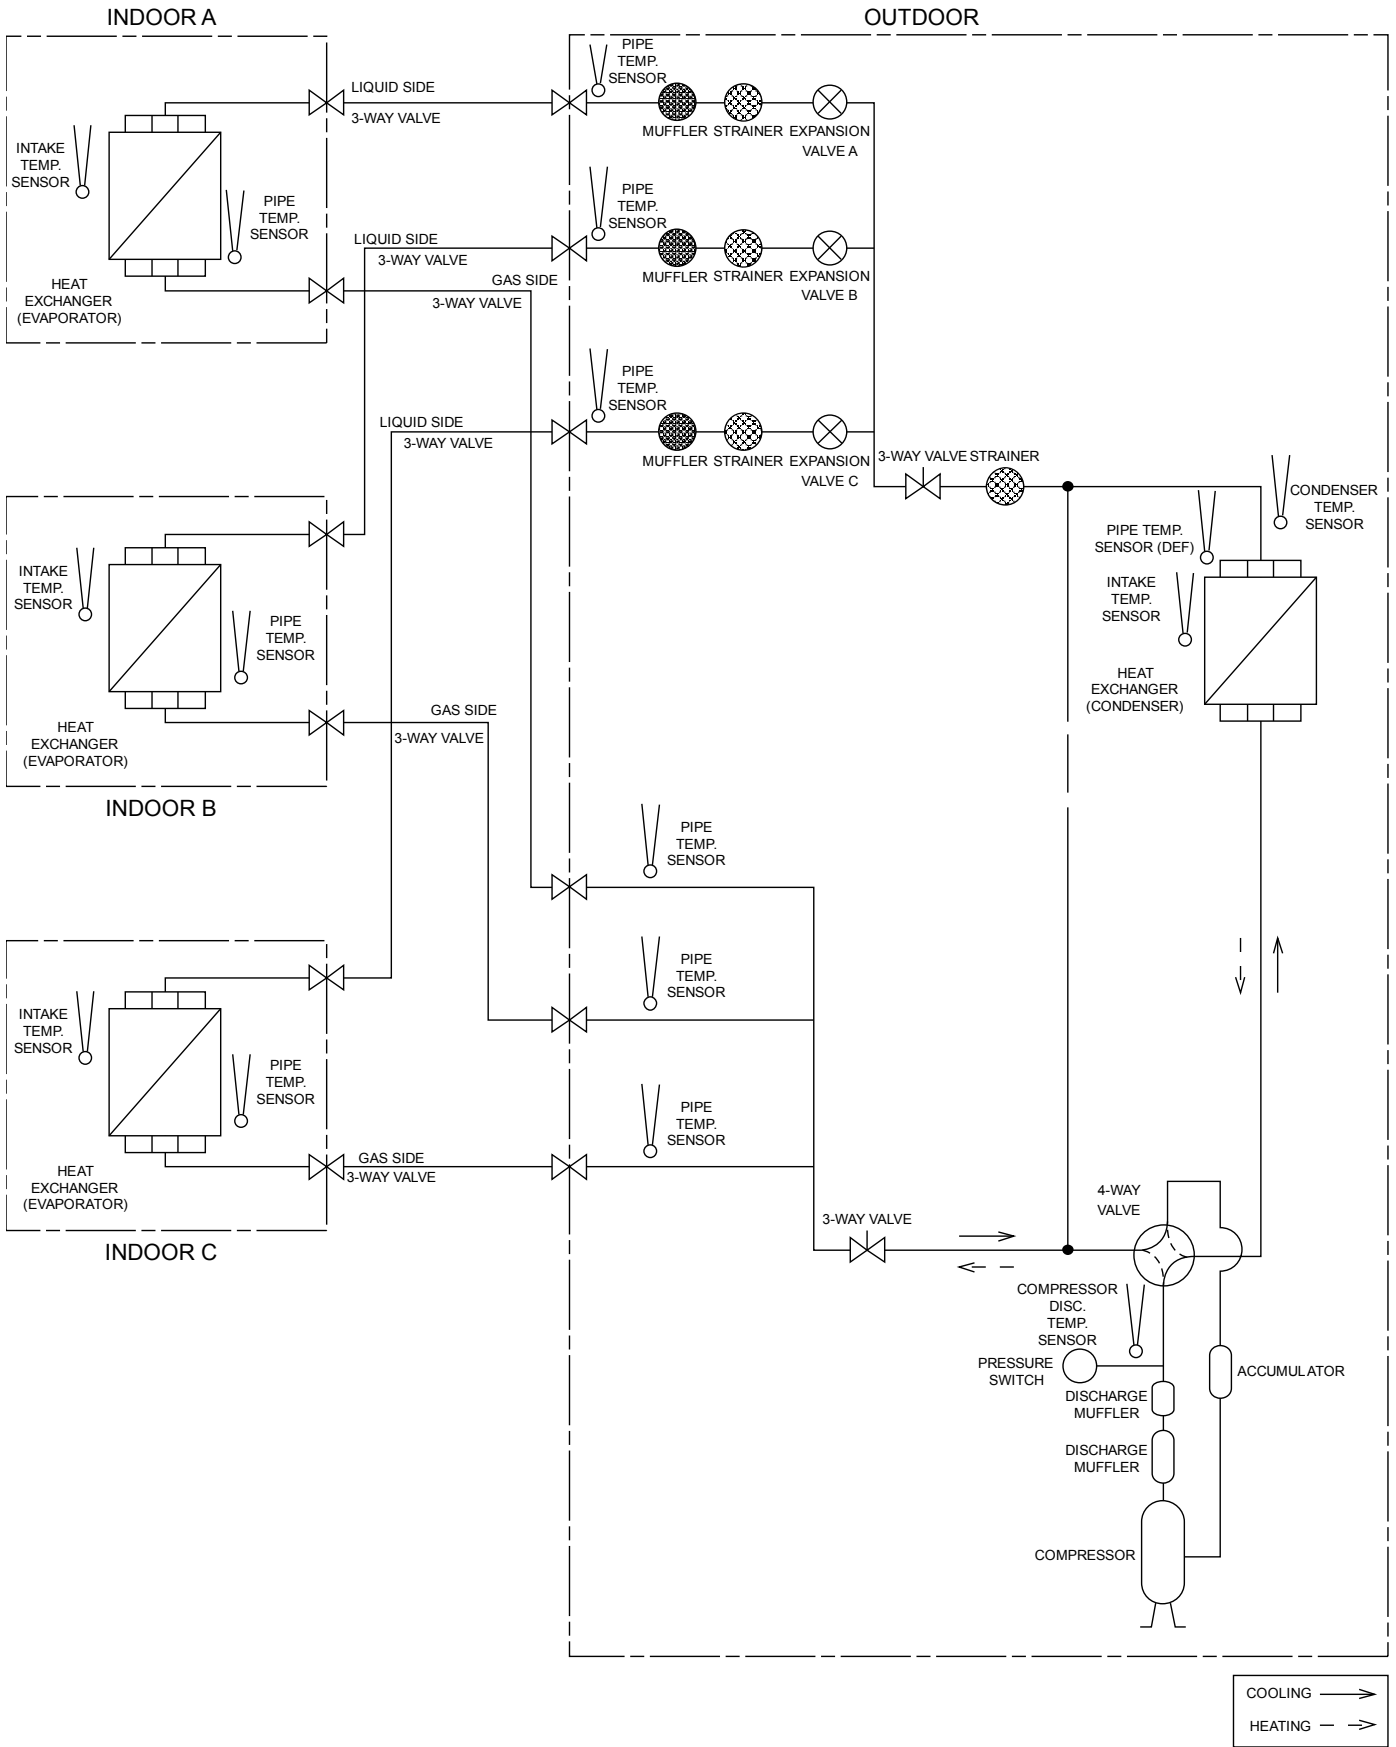 INDOOR A
OUTDOOR
PIPE
TEMP.
SENSOR
LIQUID SIDE
3-WAY VALVE
MUFFLER
STRAINER
EXPANSION
VALVE A
INTAKE
TEMP.
SENSOR
PIPE
TEMP.
SENSOR
HEAT
EXCHANGER
(EVAPORATOR)
PIPE
TEMP.
SENSOR
LIQUID SIDE
3-WAY VALVE
MUFFLER
STRAINER
EXPANSION
VALVE B
GAS SIDE
3-WAY VALVE
PIPE
TEMP.
SENSOR
LIQUID SIDE
3-WAY VALVE
MUFFLER
STRAINER
EXPANSION
VALVE C
3-WAY VALVE
STRAINER
CONDENSER
TEMP.
SENSOR
PIPE TEMP.
SENSOR (DEF)
INTAKE
TEMP.
SENSOR
HEAT
EXCHANGER
(CONDENSER)
INTAKE
TEMP.
SENSOR
PIPE
TEMP.
SENSOR
HEAT
EXCHANGER
(EVAPORATOR)
GAS SIDE
3-WAY VALVE
INDOOR B
PIPE
TEMP.
SENSOR
PIPE
TEMP.
SENSOR
INTAKE
TEMP.
SENSOR
PIPE
TEMP.
SENSOR
PIPE
TEMP.
SENSOR
HEAT
EXCHANGER
(EVAPORATOR)
GAS SIDE
3-WAY VALVE
INDOOR C
3-WAY VALVE
4-WAY
VALVE
COMPRESSOR
DISC.
TEMP.
SENSOR
PRESSURE
SWITCH
ACCUMULATOR
DISCHARGE
MUFFLER
DISCHARGE
MUFFLER
COMPRESSOR
COOLING
HEATING